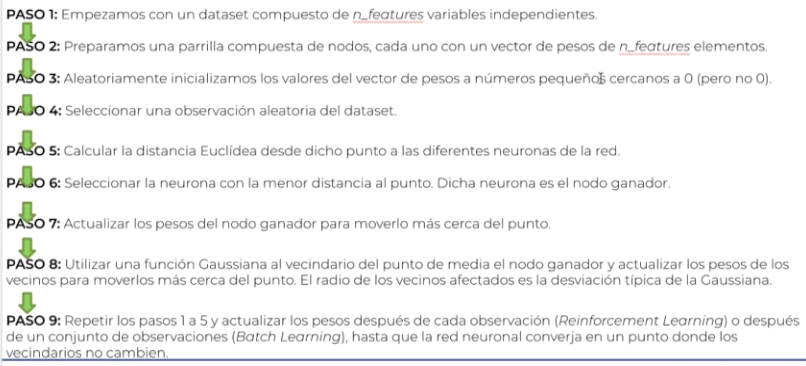 PASO 1: Empezamos con un dataset compuesto de n_features variables independientes.
PASO 2: Preparamos una parrilla compuesta de nodos, cada uno con un vector de pesos de n_features elementos.
PASO 3: Aleatoriamente inicializamos los valores del vector de pesos a números pequeños cercanos a 0 (pero no 0).
PASO 4: Seleccionar una observación aleatoria del dataset.
PASO 5: Calcular la distancia Euclídea desde dicho punto a las diferentes neuronas de la red.
PASO 6: Seleccionar la neurona con la menor distancia al punto. Dicha neurona es el nodo ganador.
PASO 7: Actualizar los pesos del nodo ganador para moverlo más cerca del punto.
PASO 8: Utilizar una función Gaussiana al vecindario del punto de media el nodo ganador y actualizar los pesos de los
vecinos para moverlos más cerca del punto. El radio de los vecinos afectados es la desviación típica de la Gaussiana.
PASO 9: Repetir los pasos 1 a 5 y actualizar los pesos después de cada observación (Reinforcement Learning) o después
de un conjunto de observaciones (Batch Learning), hasta que la red neuronal converja en un punto donde los
vecindarios no cambien.